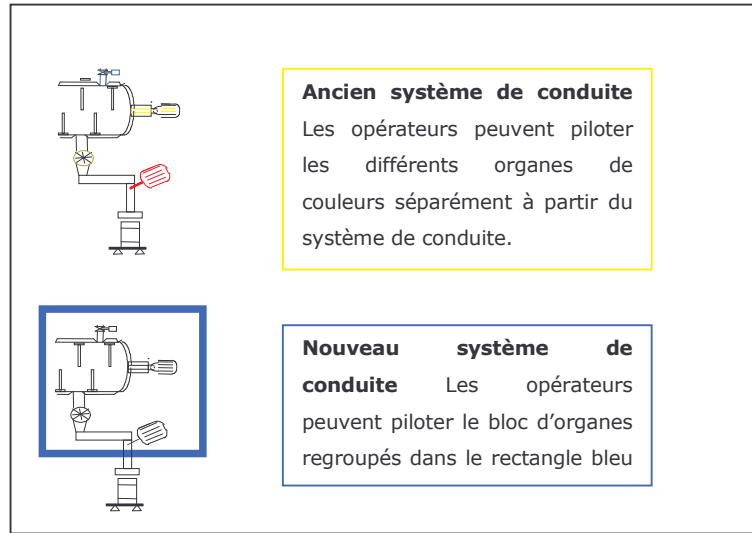 Ancien système de conduite
Les opérateurs peuvent piloter
les différents organes de
couleurs séparément à partir du
système de conduite.
Nouveau système de
conduite Les opérateurs
peuvent piloter le bloc d’organes
regroupés dans le rectangle bleu